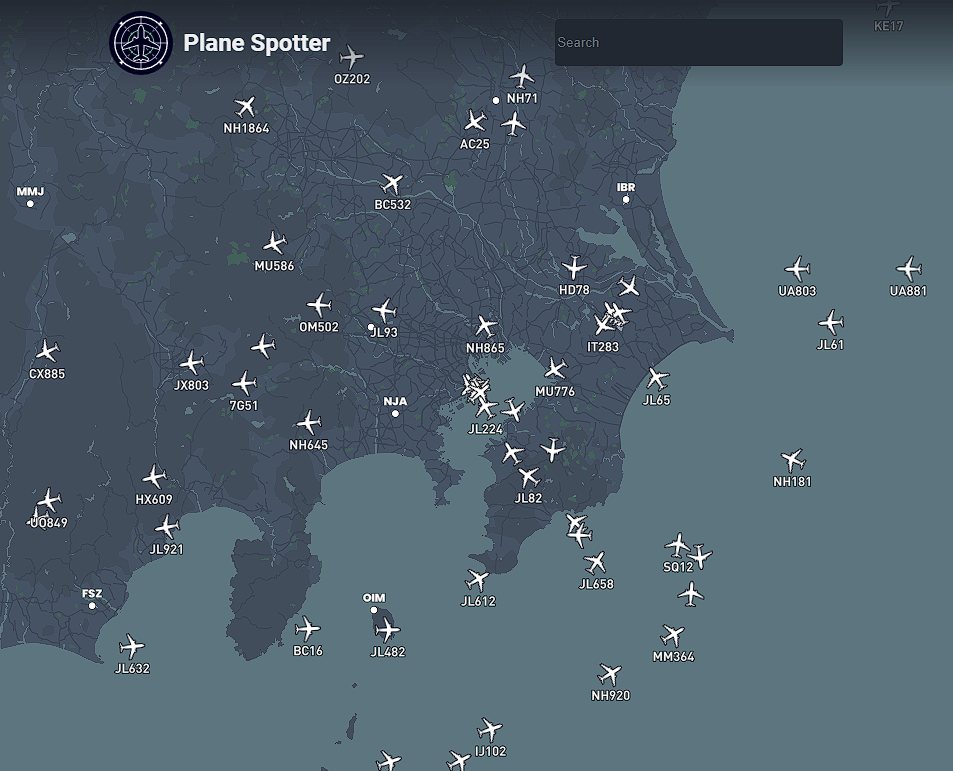 KE17
Plane Spotter
Search
OZ202
NH71
NH1864
AC25
MMJ
IBR
BC532
MU586
HD78
UA803
UA881
OM502
JL93
NH865
IT283
JL61
CX885
JX803
7G51
MU776
JL65
NJA
JL224
NH645
NH181
HX609
JL82
UO849
JL921
SQ12
JL658
FSZ
OIM
JL612
BC16
JL482
MM364
JL632
NH920
IJ102